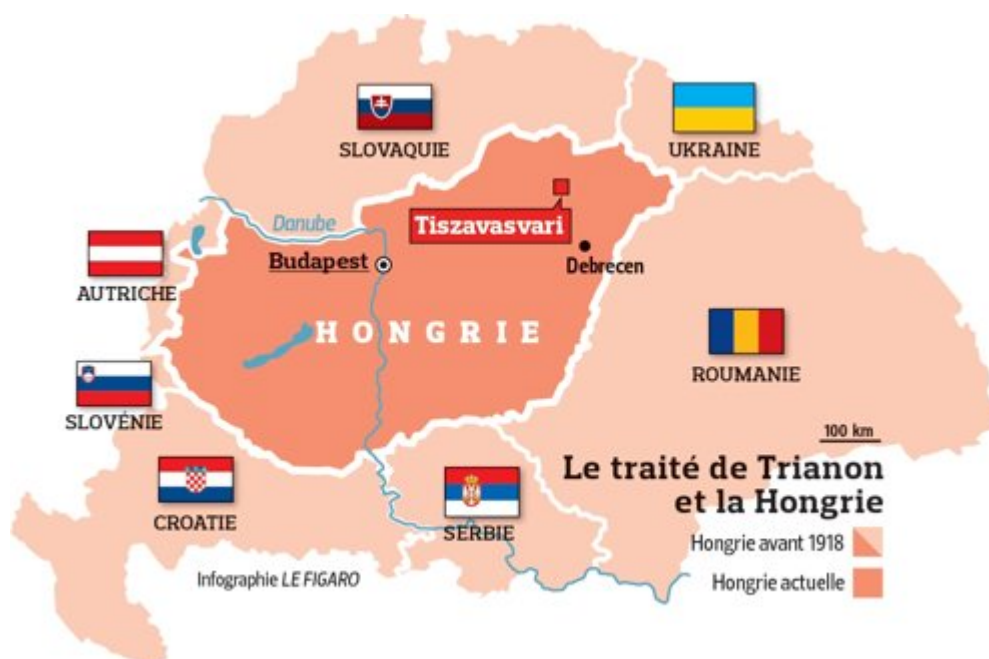 SLOVAQUIE
UKRAINE
Tiszavasvari
Danube
Budapest
Debrecen
AUTRICHE
HONGRIE
ROUMANIE
SLOVÉNIE
100 km
Le traité de Trianon
et la Hongrie
CROATIE
SERBIE
Hongrie avant 1918
Infographie LE FIGARO
Hongrie actuelle